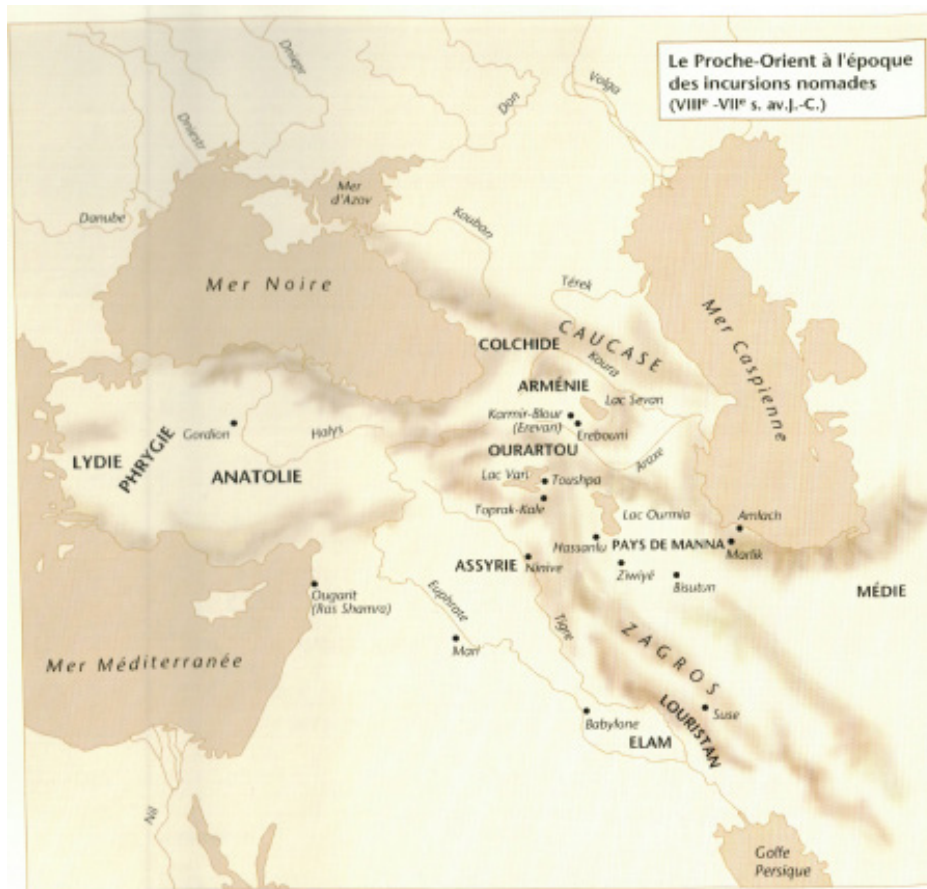 Le Proche-Orient à l'époque
des incursions nomades
(VIIIᵉ -VIIᵉ s. av.J.-C.)
Dniepr
Dniestr
Don
Volga
Danube
Mer
d'Azov
Kouban
Mer Noire
Térek
Mer Caspienne
CAUCASE
COLCHIDE
Koura
ARMÉNIE
Lac Sevan
Karmir-Blour
(Erevan)
Erebouni
Gordion
Halys
LYDIE
PHRYGIE
ANATOLIE
OURARTOU
Araxe
Lac Van
Toushpa
Toprak-Kale
Lac Ourmia
Amlach
Hassanlu
PAYS DE MANNA
Marlik
ASSYRIE
Ninive
Ziwiyé
Bisutun
MÉDIE
Ougarit
(Ras Shamra)
Euphrate
Tigre
Mari
ZAGROS
Mer Méditerranée
LOURISTAN
Suse
Babylone
ELAM
Nil
Golfe
Persique